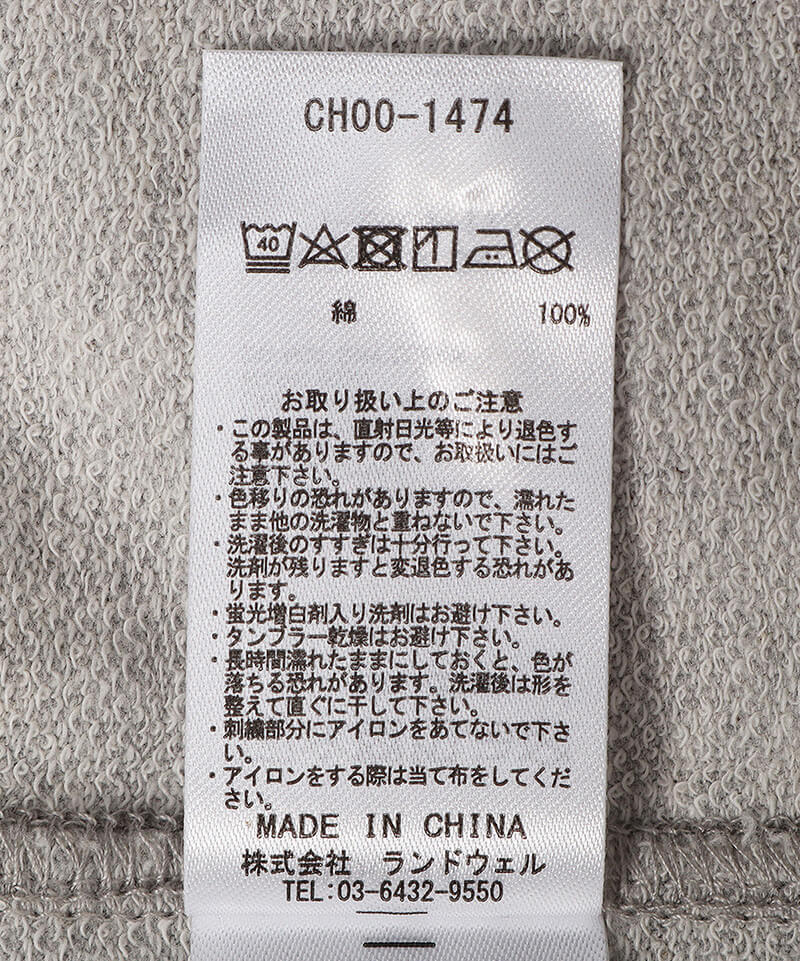 CH00-1474
40
綿 100%
お取り扱い上のご注意
・この製品は、直射日光等により退色す
る事がありますので、お取扱いにはご
注意下さい。
・色移りの恐れがありますので、濡れた
まま他の洗濯物と重ねないで下さい。
・洗濯後のすすぎは十分行って下さい。
洗剤が残りますと変退色する恐れがあ
ります。
・蛍光増白剤入り洗剤はお避け下さい。
・タンブラー乾燥はお避け下さい。
・長時間濡れたままにしておくと、色が
落ちる恐れがあります。洗濯後は形を
整えて直ぐに干して下さい。
・刺繍部分にアイロンをあてないで下さ
い。
・アイロンをする際は当て布をしてくだ
さい。
MADE IN CHINA
株式会社 ランドウェル
TEL:03-6432-9550